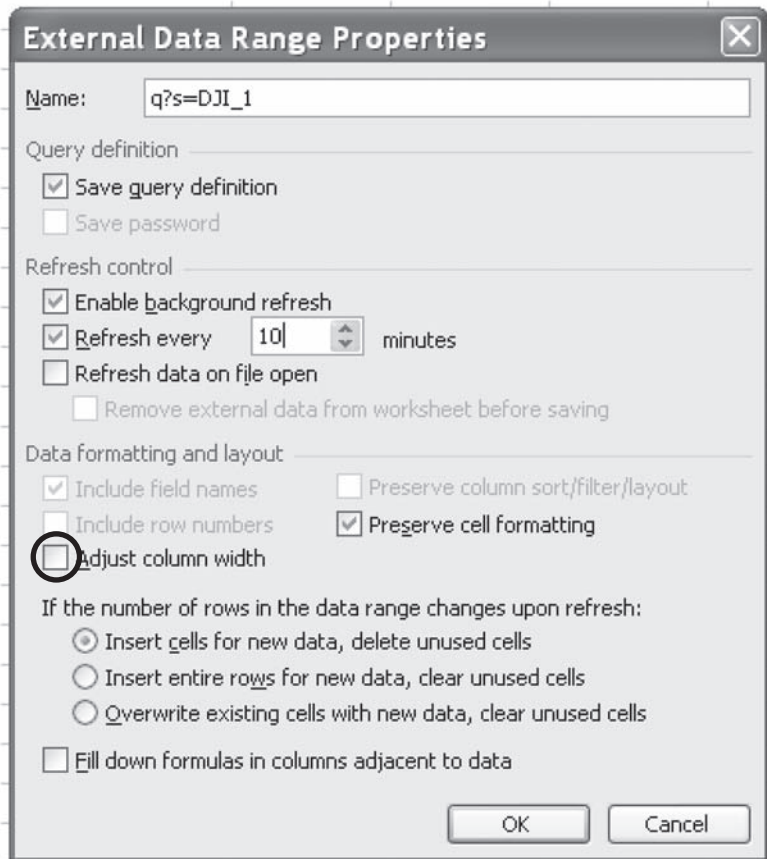 External Data Range Properties
Name: q?s=DJI_1
Query definition
Save query definition
Save password
Refresh control
Enable background refresh
Refresh every 10 minutes
Refresh data on file open
Remove external data from worksheet before saving
Data formatting and layout
Include field names Preserve column sort/filter/layout
Include row numbers Preserve cell formatting
Adjust column width
If the number of rows in the data range changes upon refresh:
Insert cells for new data, delete unused cells
Insert entire rows for new data, clear unused cells
Overwrite existing cells with new data, clear unused cells
Fill down formulas in columns adjacent to data
OK Cancel